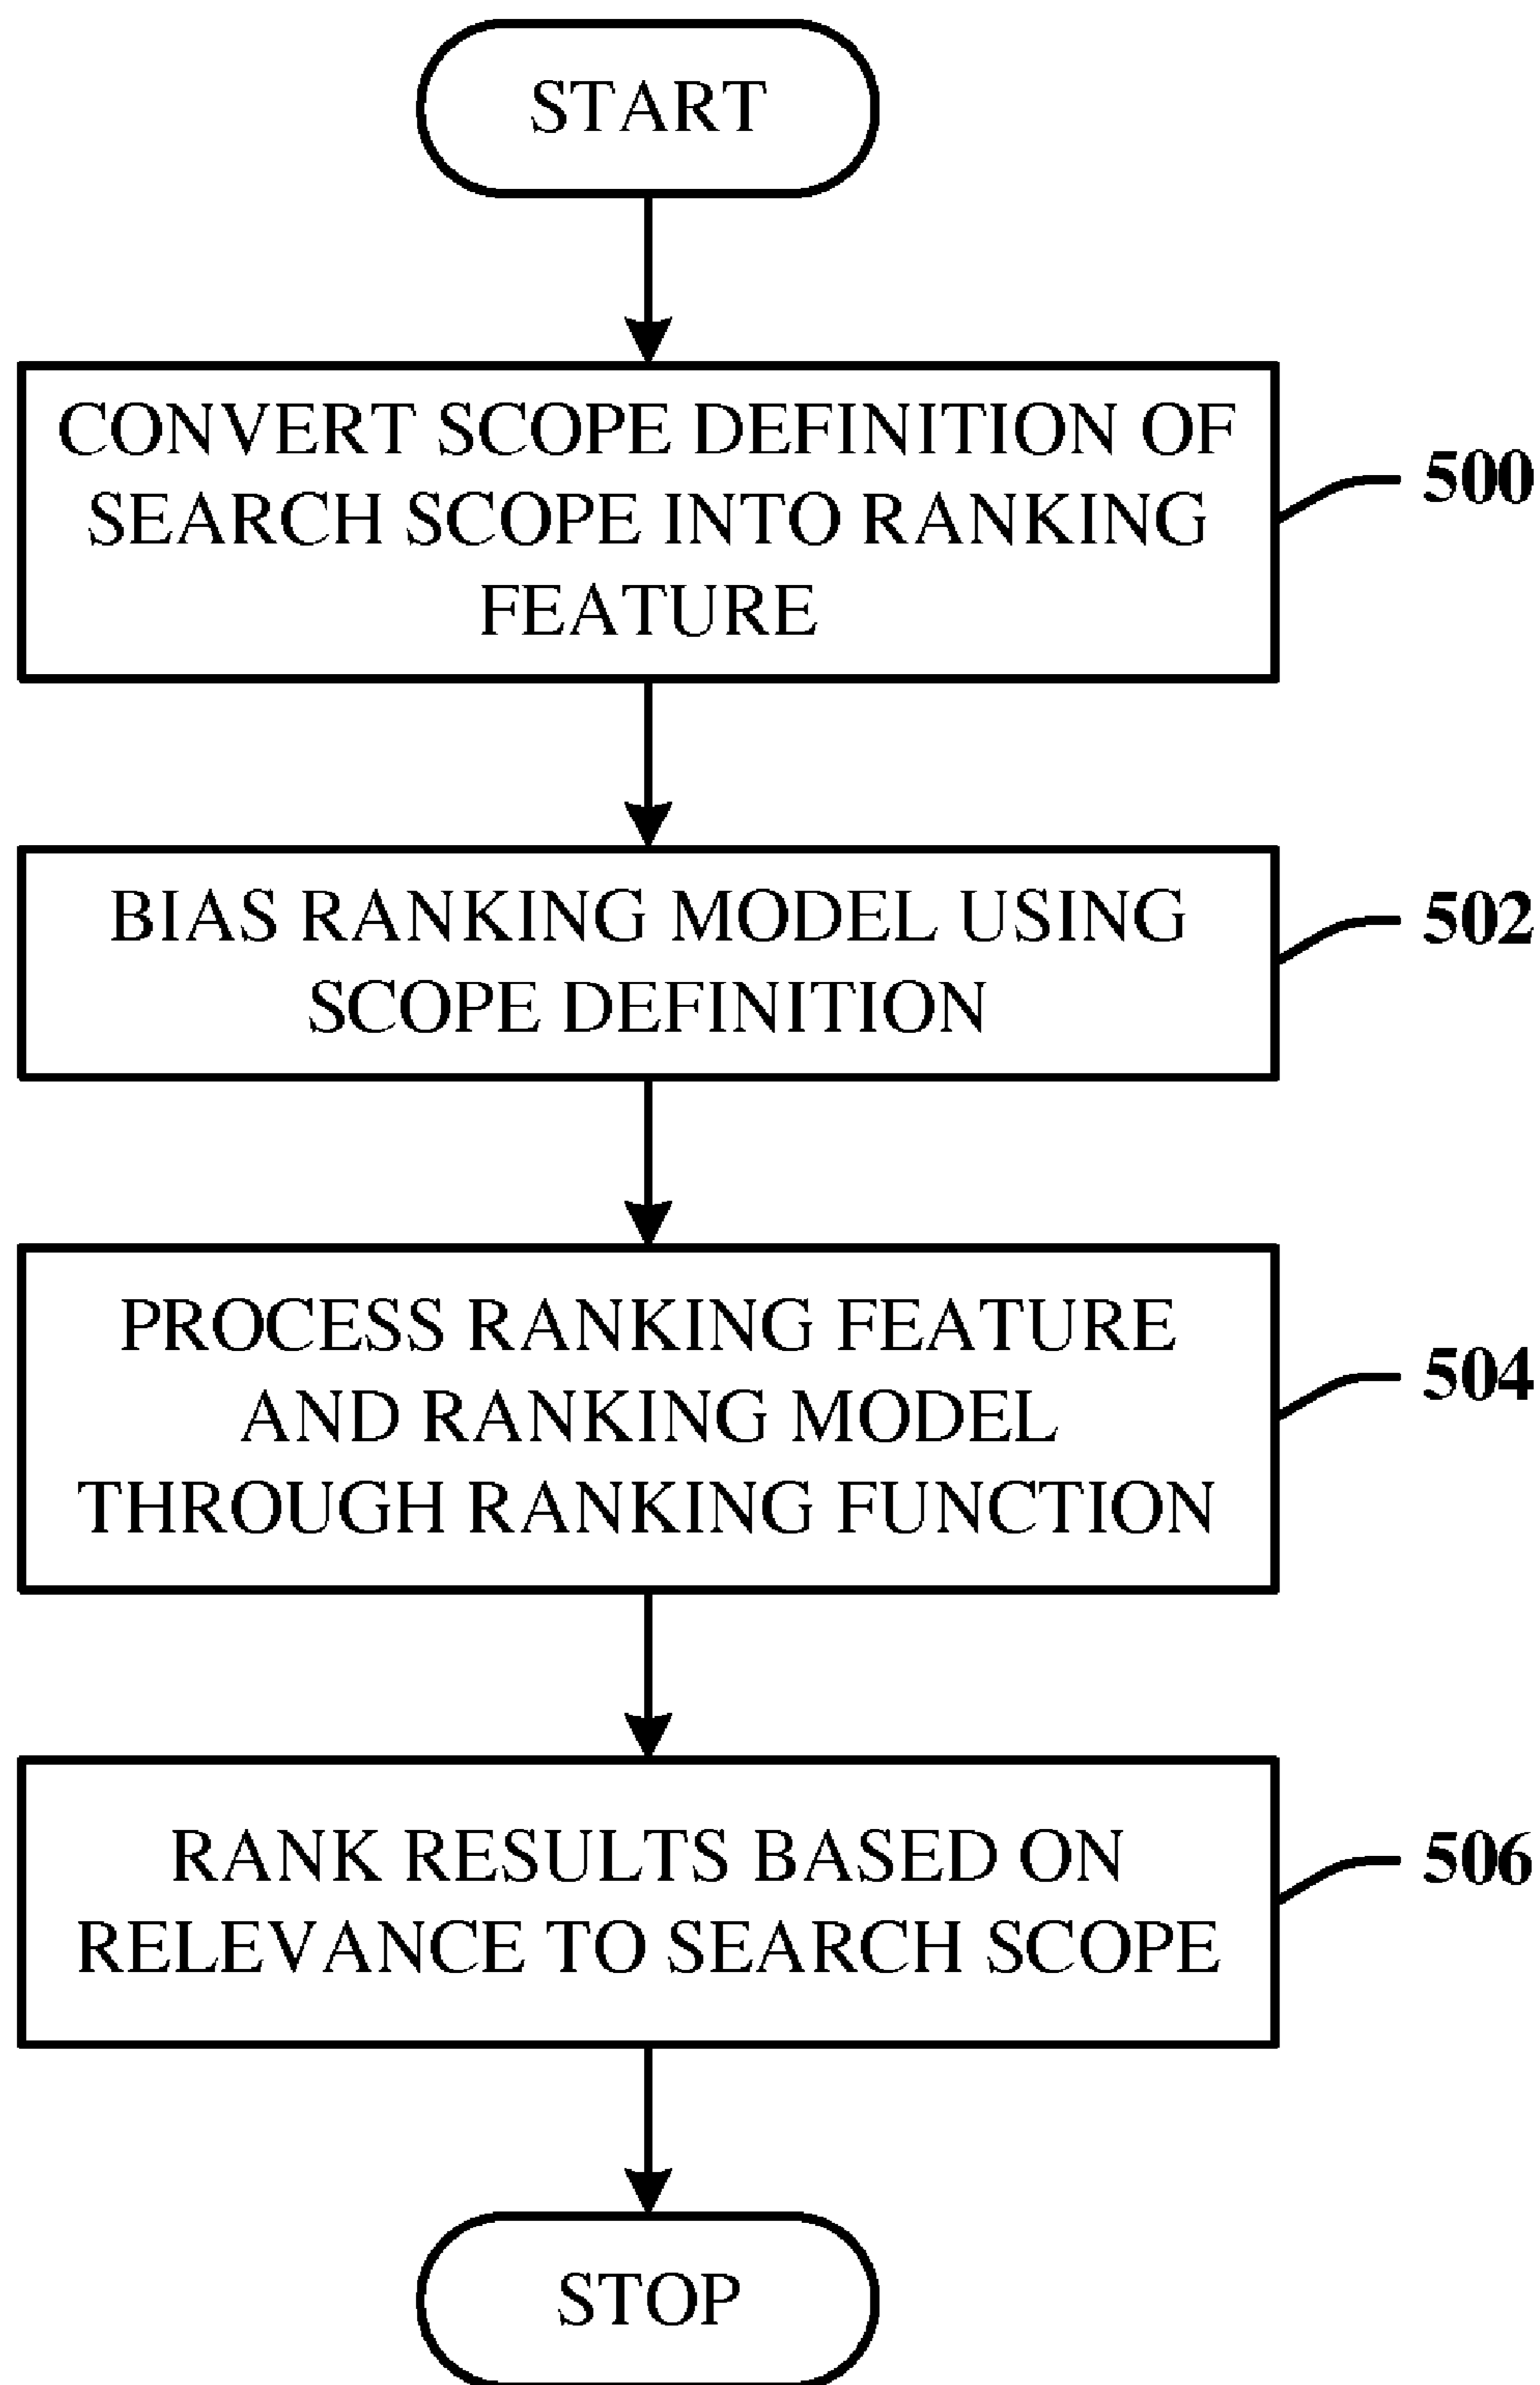 START
CONVERT SCOPE DEFINITION OF
SEARCH SCOPE INTO RANKING
FEATURE
500
BIAS RANKING MODEL USING
SCOPE DEFINITION
502
PROCESS RANKING FEATURE
AND RANKING MODEL
THROUGH RANKING FUNCTION
504
RANK RESULTS BASED ON
RELEVANCE TO SEARCH SCOPE
506
STOP